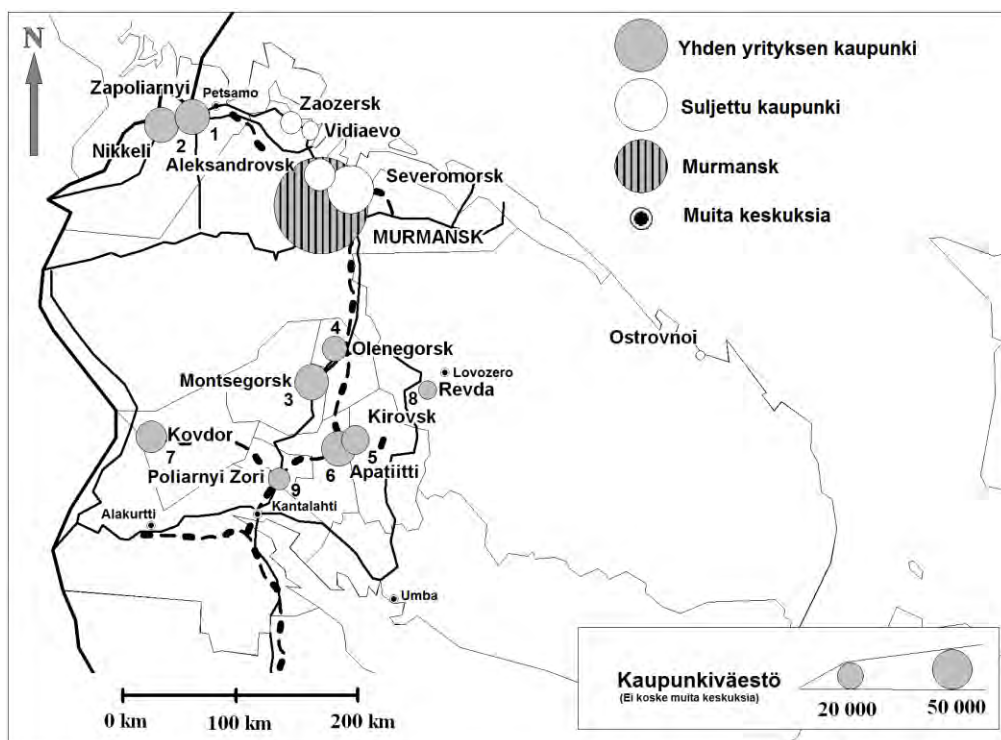 N
Zapoliarnyi
Petsamo
Zaozersk
Vidiaevo
1
2
Nikkeli
Aleksandrovsk
Severomorsk
MURMANSK
Yhden yrityksen kaupunki
Suljettu kaupunki
Murmansk
Muita keskuksia
Ostrovnoi
4
Olenegorsk
Montsegorsk
3
Lovozero
8
Revda
Kirovsk
Kovdor
7
5
6
Apatiitti
Poliarnyi Zori
9
Kantalahti
Alakurtti
Umba
Kaupunkiväestö
(Ei koske muita keskuksia)
20 000
50 000
0 km
100 km
200 km